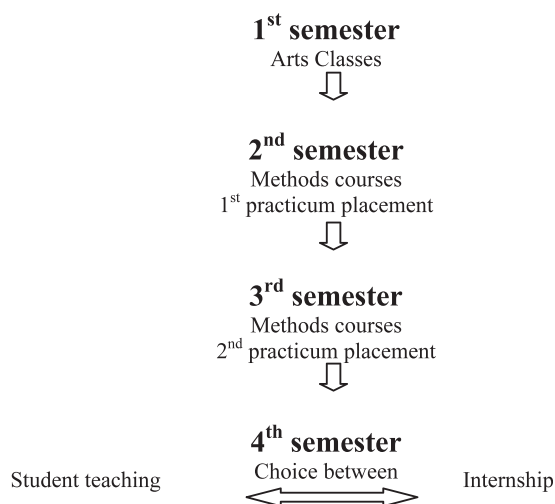 1st semester
Arts Classes
2nd semester
Methods courses
1st practicum placement
3rd semester
Methods courses
2nd practicum placement
4th semester
Student teaching Choice between Internship